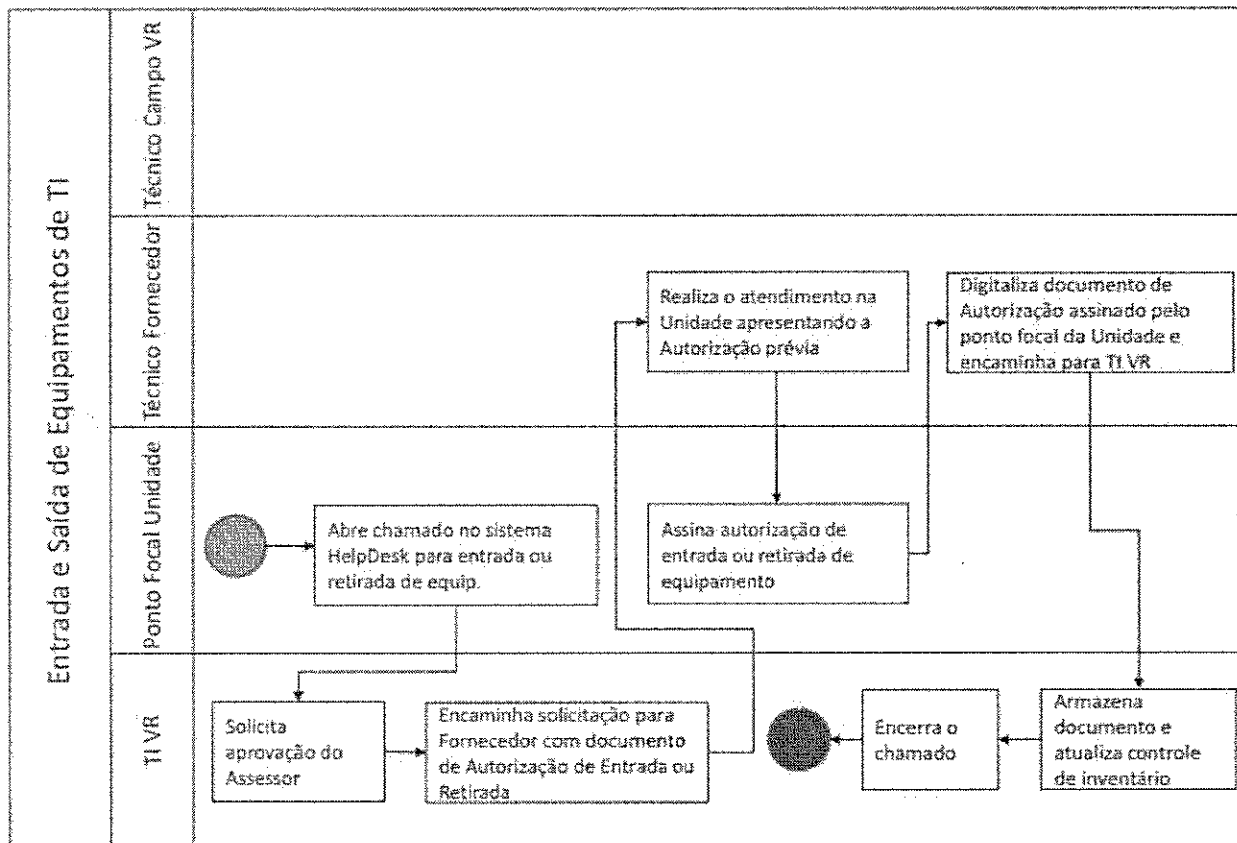 Entrada e Saída de Equipamentos de TI
Técnico Campo VR
Técnico Fornecedor
Realiza o atendimento na
Unidade apresentando a
Autorização prévia
Digitaliza documento de
Autorização assinado pelo
ponto focal da Unidade e
encaminha para TI VR
Ponto Focal Unidade
Abre chamado no sistema
HelpDesk para entrada ou
retirada de equip.
Assina autorização de
entrada ou retirada de
equipamento
TI VR
Solicita
aprovação do
Assessor
Encaminha solicitação para
Fornecedor com documento
de Autorização de Entrada ou
Retirada
Encerra o
chamado
Armazena
documento e
atualiza controle
de inventário